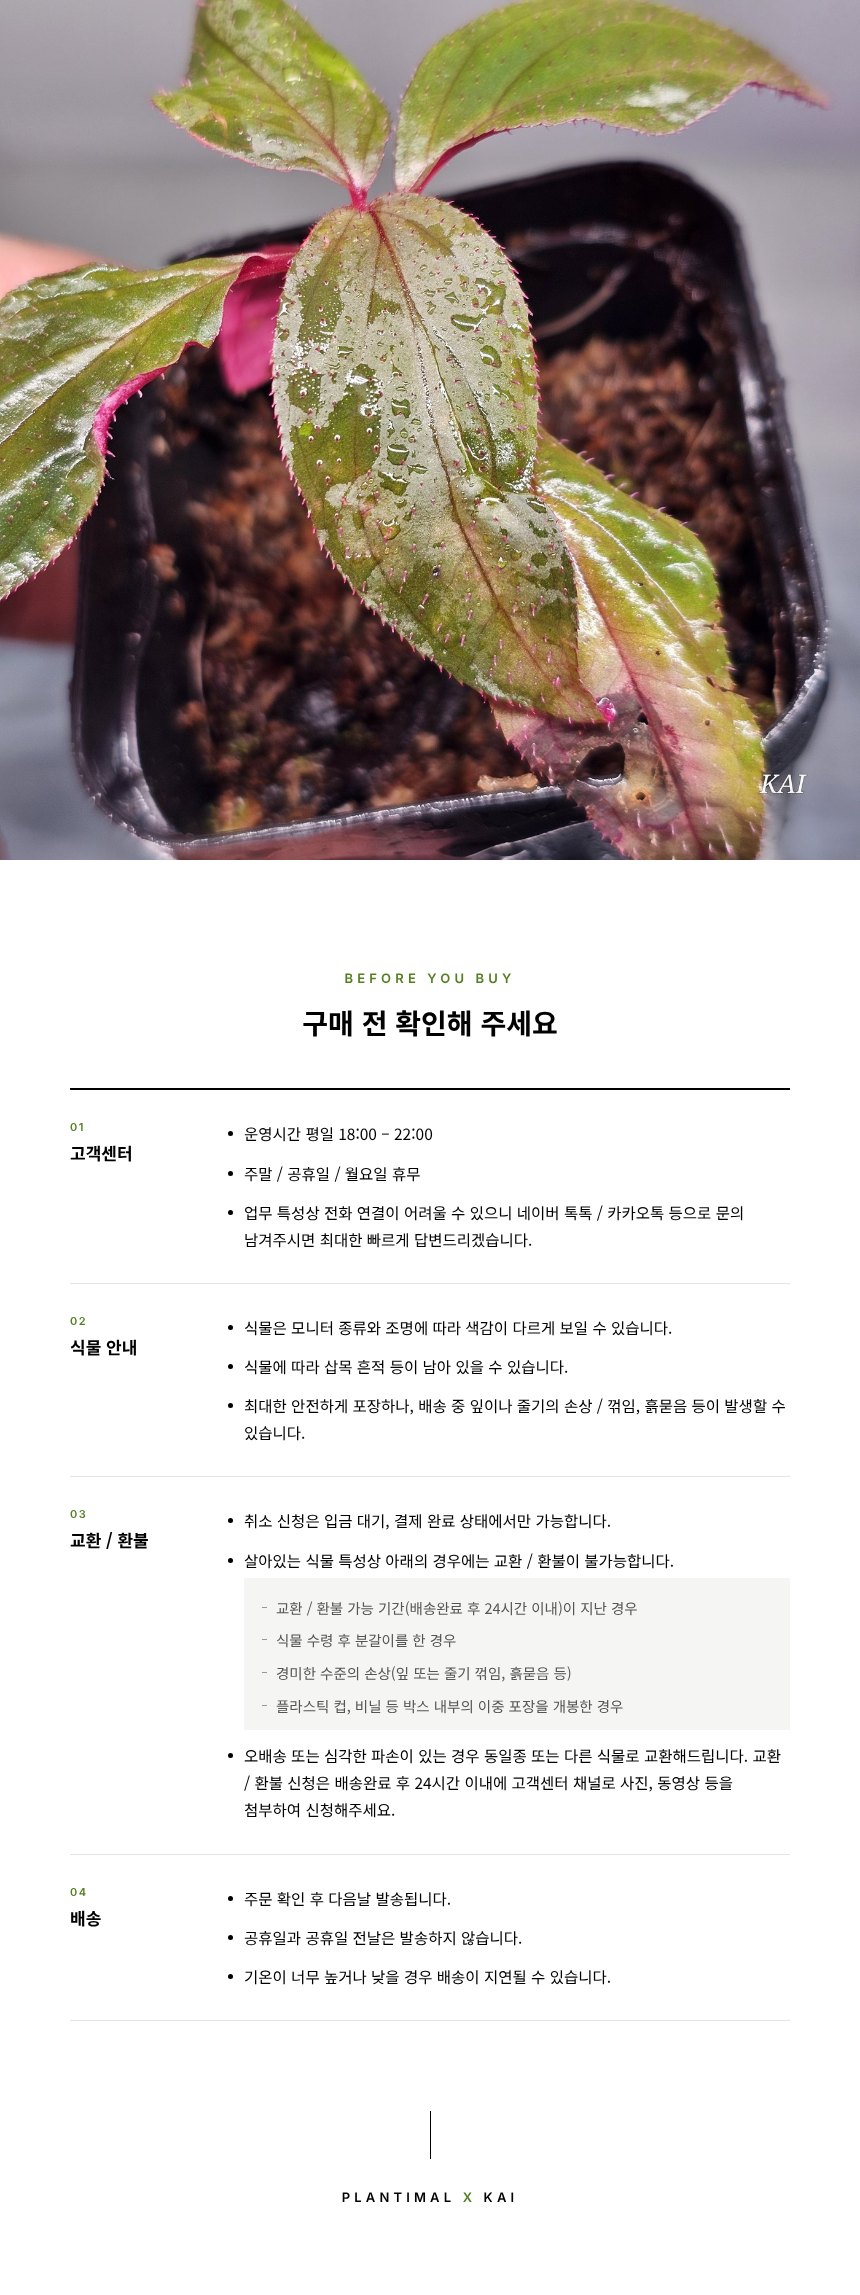 KAI
BEFORE YOU BUY
구매 전 확인해 주세요
01
고객센터
운영시간 평일 18:00 – 22:00
주말 / 공휴일 / 월요일 휴무
업무 특성상 전화 연결이 어려울 수 있으니 네이버 톡톡 / 카카오톡 등으로 문의
남겨주시면 최대한 빠르게 답변드리겠습니다.
02
식물 안내
식물은 모니터 종류와 조명에 따라 색감이 다르게 보일 수 있습니다.
식물에 따라 삽목 흔적 등이 남아 있을 수 있습니다.
최대한 안전하게 포장하나, 배송 중 잎이나 줄기의 손상 / 꺾임, 흙묻음 등이 발생할 수
있습니다.
03
교환 / 환불
취소 신청은 입금 대기, 결제 완료 상태에서만 가능합니다.
살아있는 식물 특성상 아래의 경우에는 교환 / 환불이 불가능합니다.
– 교환 / 환불 가능 기간(배송완료 후 24시간 이내)이 지난 경우
– 식물 수령 후 분갈이를 한 경우
– 경미한 수준의 손상(잎 또는 줄기 꺾임, 흙묻음 등)
– 플라스틱 컵, 비닐 등 박스 내부의 이중 포장을 개봉한 경우
오배송 또는 심각한 파손이 있는 경우 동일종 또는 다른 식물로 교환해드립니다. 교환
/ 환불 신청은 배송완료 후 24시간 이내에 고객센터 채널로 사진, 동영상 등을
첨부하여 신청해주세요.
04
배송
주문 확인 후 다음날 발송됩니다.
공휴일과 공휴일 전날은 발송하지 않습니다.
기온이 너무 높거나 낮을 경우 배송이 지연될 수 있습니다.
PLANTIMAL X KAI